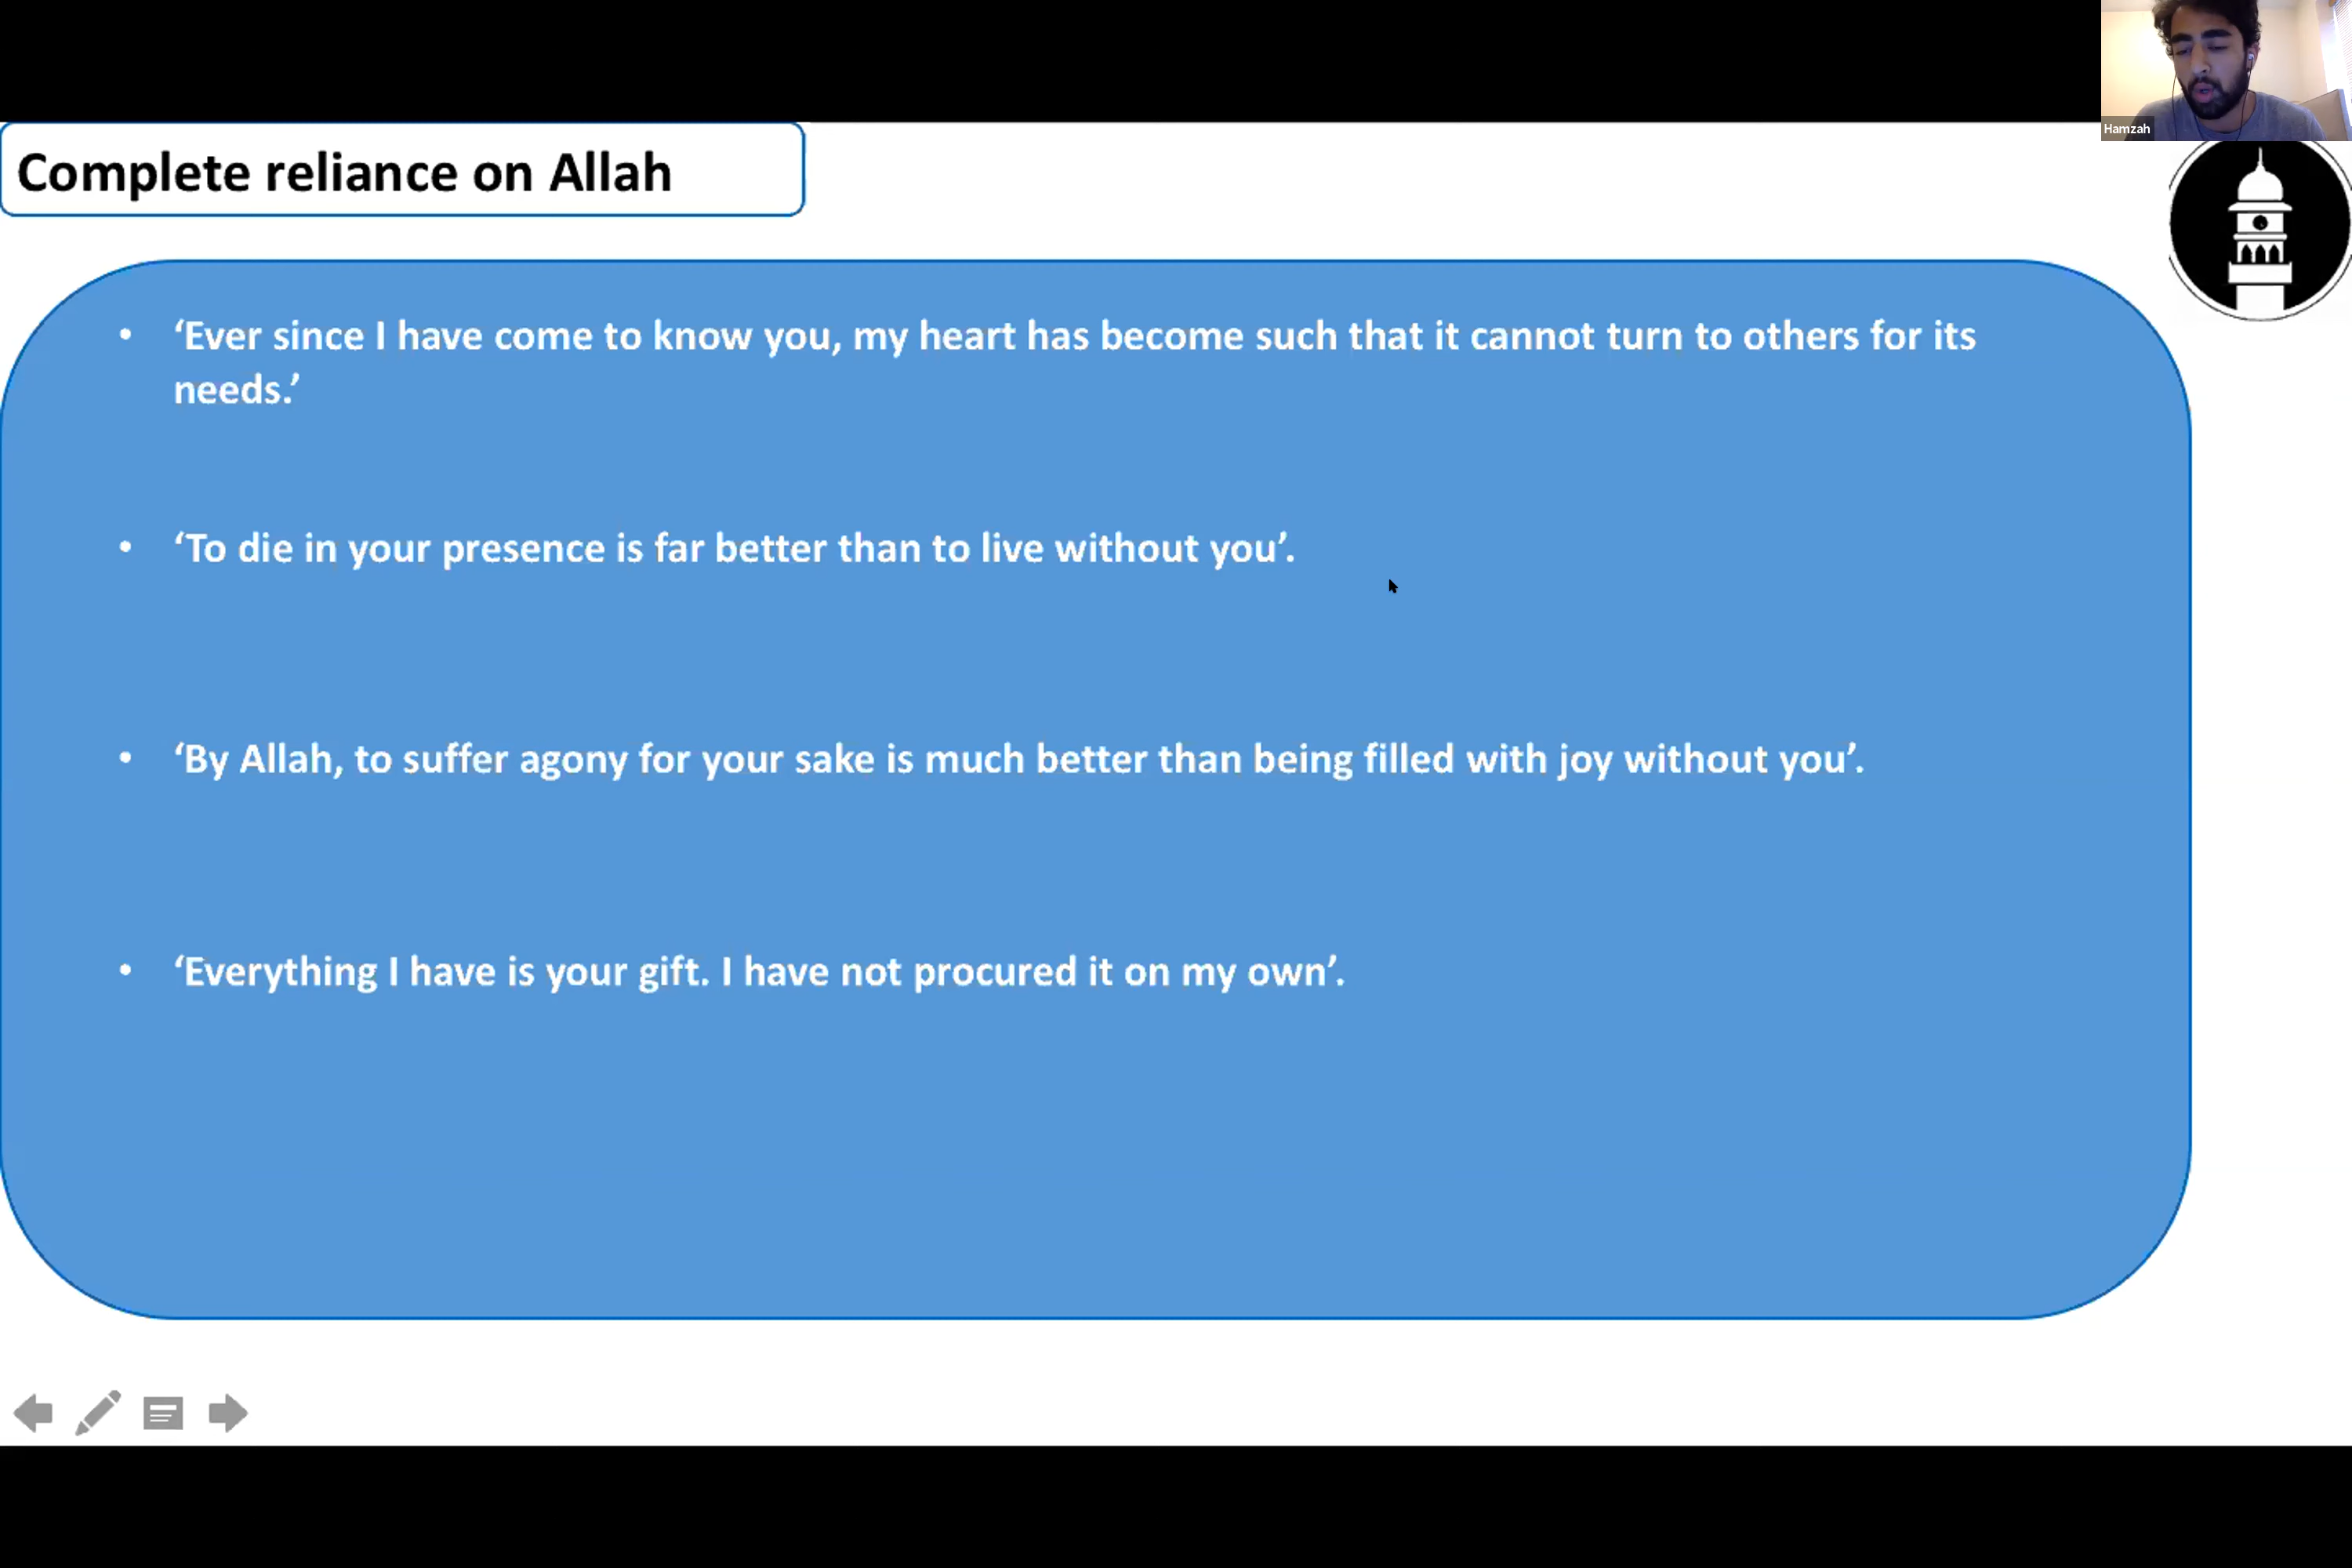 Hamzah
Complete reliance on Allah
• ‘Ever since I have come to know you, my heart has become such that it cannot turn to others for its
needs.’
• ‘To die in your presence is far better than to live without you’.
• ‘By Allah, to suffer agony for your sake is much better than being filled with joy without you’.
• ‘Everything I have is your gift. I have not procured it on my own’.